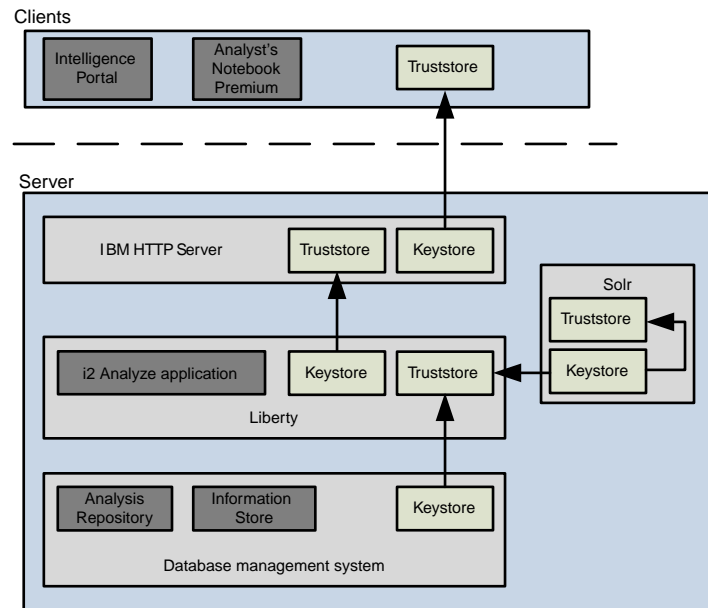 Clients
Intelligence
Portal
Analyst's
Notebook
Premium
Truststore
Server
IBM HTTP Server
Truststore
Keystore
Solr
Truststore
Keystore
i2 Analyze application
Keystore
Truststore
Liberty
Analysis
Repository
Information
Store
Keystore
Database management system